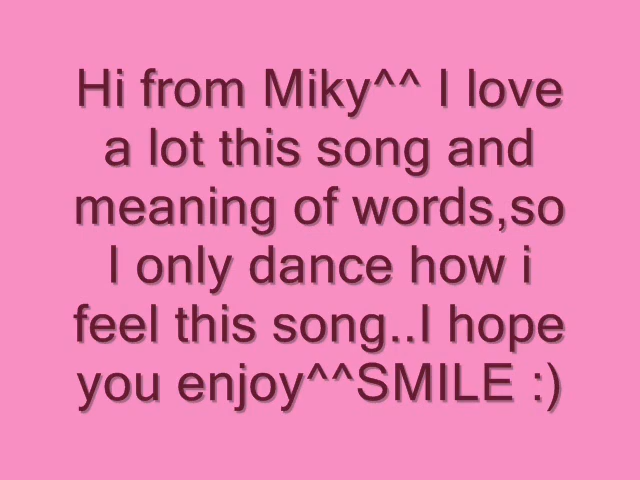 Hi from Miky^^ I love
a lot this song and
meaning of words,so
I only dance how i
feel this song..I hope
you enjoy^^SMILE :)